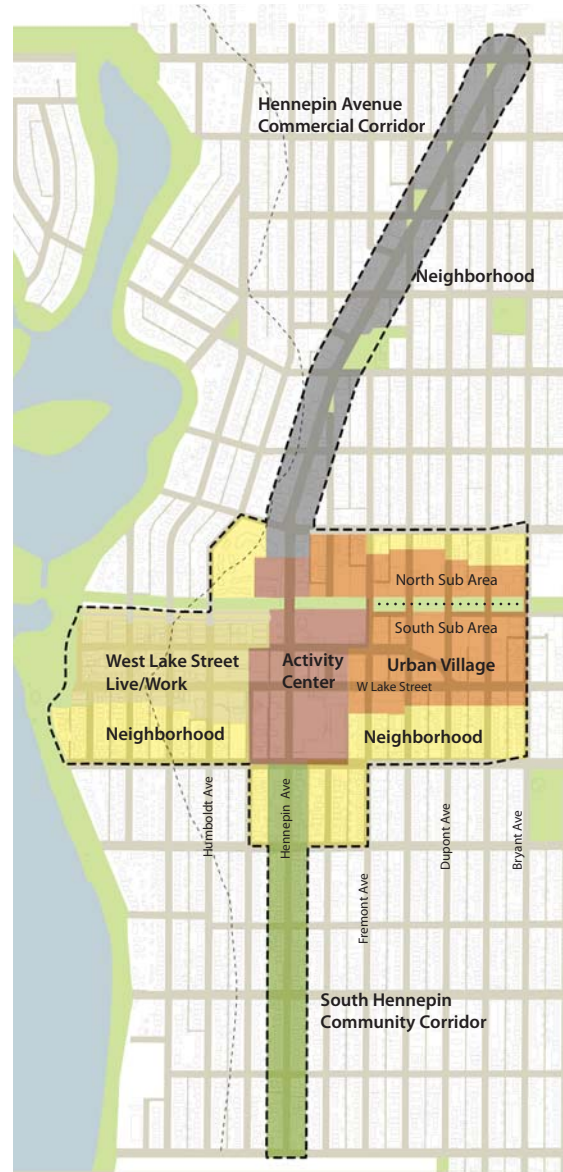 Hennepin Avenue
Commercial Corridor
Neighborhood
North Sub Area
South Sub Area
West Lake Street
Live/Work
Activity
Center
Urban Village
W Lake Street
Neighborhood
Neighborhood
Humboldt Ave
Hennepin Ave
Fremont Ave
Dupont Ave
Bryant Ave
South Hennepin
Community Corridor